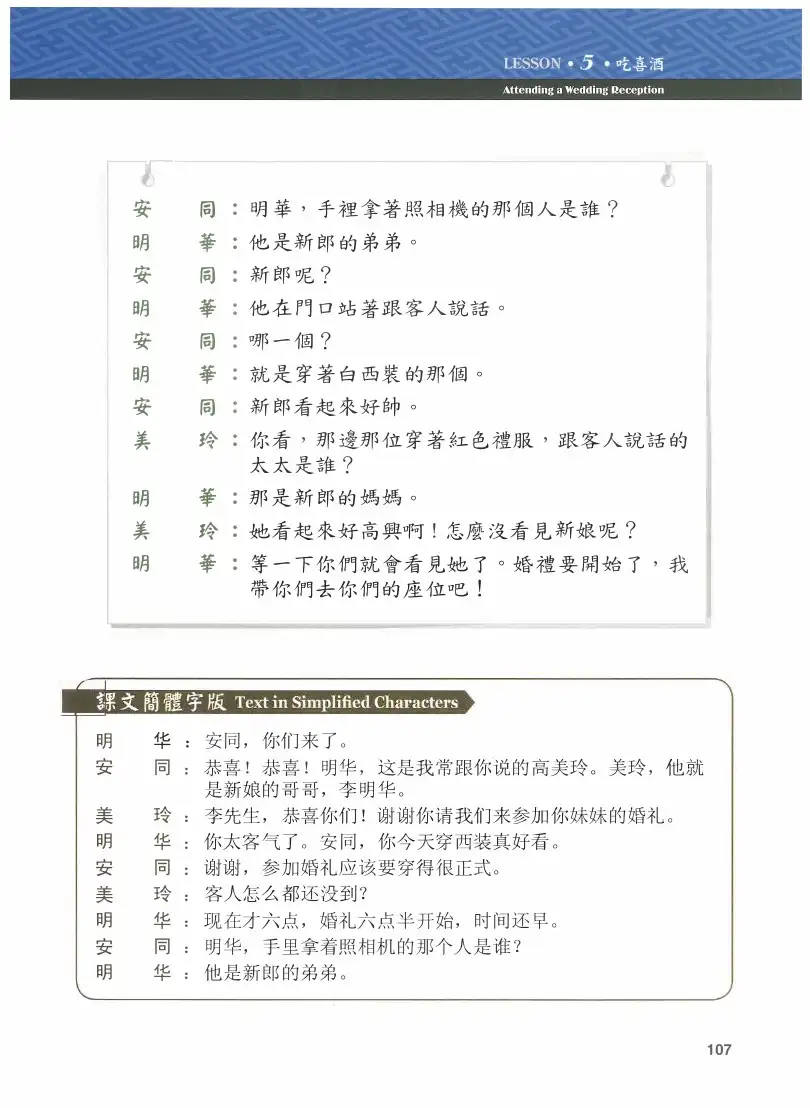 LESSON • 5 • 吃喜酒
Attending a Wedding Reception
安 同：明華，手裡拿著照相機的那個人是誰？
明 華：他是新郎的弟弟。
安 同：新郎呢？
明 華：他在門口站著跟客人說話。
安 同：哪一個？
明 華：就是穿著白西裝的那個。
安 同：新郎看起來好帥。
美 玲：你看，那邊那位穿著紅色禮服，跟客人說話的
太太是誰？
明 華：那是新郎的媽媽。
美 玲：她看起來好高興啊！怎麼沒看見新娘呢？
明 華：等一下你們就會看見她了。婚禮要開始了，我
帶你們去你們的座位吧！
課文簡體字版 Text in Simplified Characters
明 华：安同，你们来了。
安 同：恭喜！恭喜！明华，这是我常跟你说的高美玲。美玲，他就
是新娘的哥哥，李明华。
美 玲：李先生，恭喜你们！谢谢你请我们来参加你妹妹的婚礼。
明 华：你太客气了。安同，你今天穿西装真好看。
安 同：谢谢，参加婚礼应该要穿得很正式。
美 玲：客人怎么都还没到？
明 华：现在才六点，婚礼六点半开始，时间还早。
安 同：明华，手里拿着照相机的那个人是谁？
明 华：他是新郎的弟弟。
107